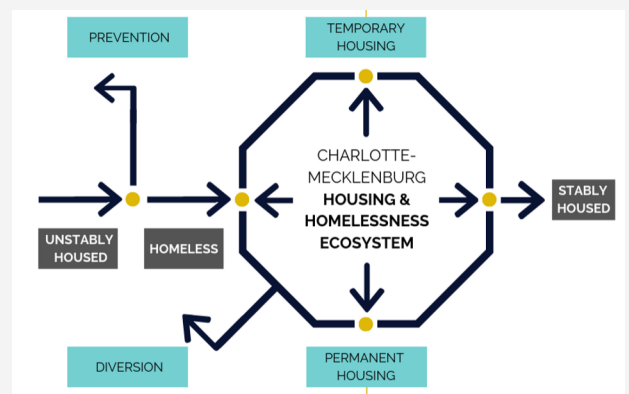 PREVENTION
TEMPORARY
HOUSING
CHARLOTTE-
MECKLENBURG
HOUSING &
HOMELESSNESS
ECOSYSTEM
UNSTABLY
HOUSED
HOMELESS
STABLY
HOUSED
DIVERSION
PERMANENT
HOUSING